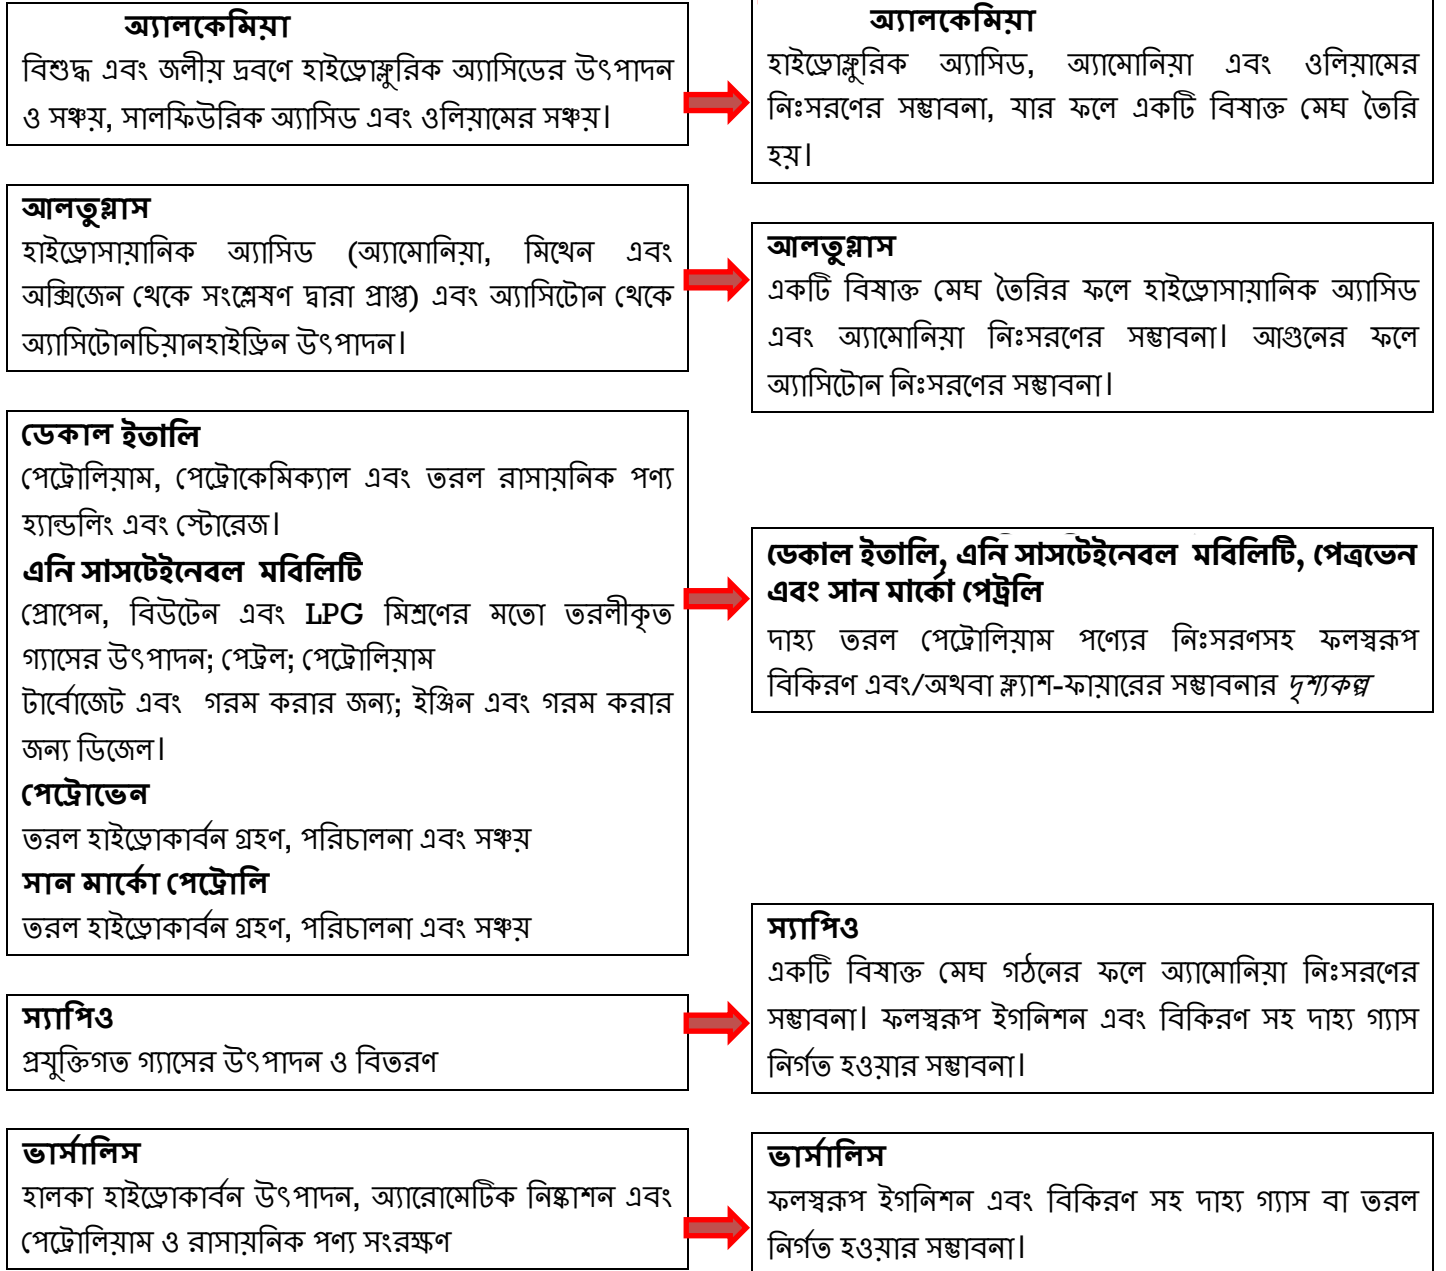 অ্যালকেমিয়া
বিশুদ্ধ এবং জলীয় দ্রবণে হাইড্রোফ্লুরিক অ্যাসিডের উৎপাদন
ও সঞ্চয়, সালফিউরিক অ্যাসিড এবং ওলিয়ামের সঞ্চয়।
অ্যালকেমিয়া
হাইড্রোফ্লুরিক অ্যাসিড, অ্যামোনিয়া এবং ওলিয়ামের
নিঃসরণের সম্ভাবনা, যার ফলে একটি বিষাক্ত মেঘ তৈরি
হয়।
আলতুগ্লাস
হাইড্রোসায়ানিক অ্যাসিড (অ্যামোনিয়া, মিথেন এবং
অক্সিজেন থেকে সংশ্লেষণ দ্বারা প্রাপ্ত) এবং অ্যাসিটোন থেকে
অ্যাসিটোনচিয়ানহাইড্রিন উৎপাদন।
আলতুগ্লাস
একটি বিষাক্ত মেঘ তৈরির ফলে হাইড্রোসায়ানিক অ্যাসিড
এবং অ্যামোনিয়া নিঃসরণের সম্ভাবনা। আগুনের ফলে
অ্যাসিটোন নিঃসরণের সম্ভাবনা।
ডেকাল ইতালি
পেট্রোলিয়াম, পেট্রোকেমিক্যাল এবং তরল রাসায়নিক পণ্য
হ্যান্ডলিং এবং স্টোরেজ।
এনি সাসটেইনেবল মবিলিটি
প্রোপেন, বিউটেন এবং LPG মিশ্রণের মতো তরলীকৃত
গ্যাসের উৎপাদন; পেট্রল; পেট্রোলিয়াম
টার্বোজেট এবং গরম করার জন্য; ইঞ্জিন এবং গরম করার
জন্য ডিজেল।
পেট্রোভেন
তরল হাইড্রোকার্বন গ্রহণ, পরিচালনা এবং সঞ্চয়
সান মার্কো পেট্রোলি
তরল হাইড্রোকার্বন গ্রহণ, পরিচালনা এবং সঞ্চয়
ডেকাল ইতালি, এনি সাসটেইনেবল মবিলিটি, পেত্রভেন
এবং সান মার্কো পেট্রলি
দাহ্য তরল পেট্রোলিয়াম পণ্যের নিঃসরণসহ ফলস্বরূপ
বিকিরণ এবং/অথবা ফ্ল্যাশ-ফায়ারের সম্ভাবনার দৃশ্যকল্প
স্যাপিও
প্রযুক্তিগত গ্যাসের উৎপাদন ও বিতরণ
স্যাপিও
একটি বিষাক্ত মেঘ গঠনের ফলে অ্যামোনিয়া নিঃসরণের
সম্ভাবনা। ফলস্বরূপ ইগনিশন এবং বিকিরণ সহ দাহ্য গ্যাস
নির্গত হওয়ার সম্ভাবনা।
ভার্সালিস
হালকা হাইড্রোকার্বন উৎপাদন, অ্যারোমেটিক নিষ্কাশন এবং
পেট্রোলিয়াম ও রাসায়নিক পণ্য সংরক্ষণ
ভার্সালিস
ফলস্বরূপ ইগনিশন এবং বিকিরণ সহ দাহ্য গ্যাস বা তরল
নির্গত হওয়ার সম্ভাবনা।